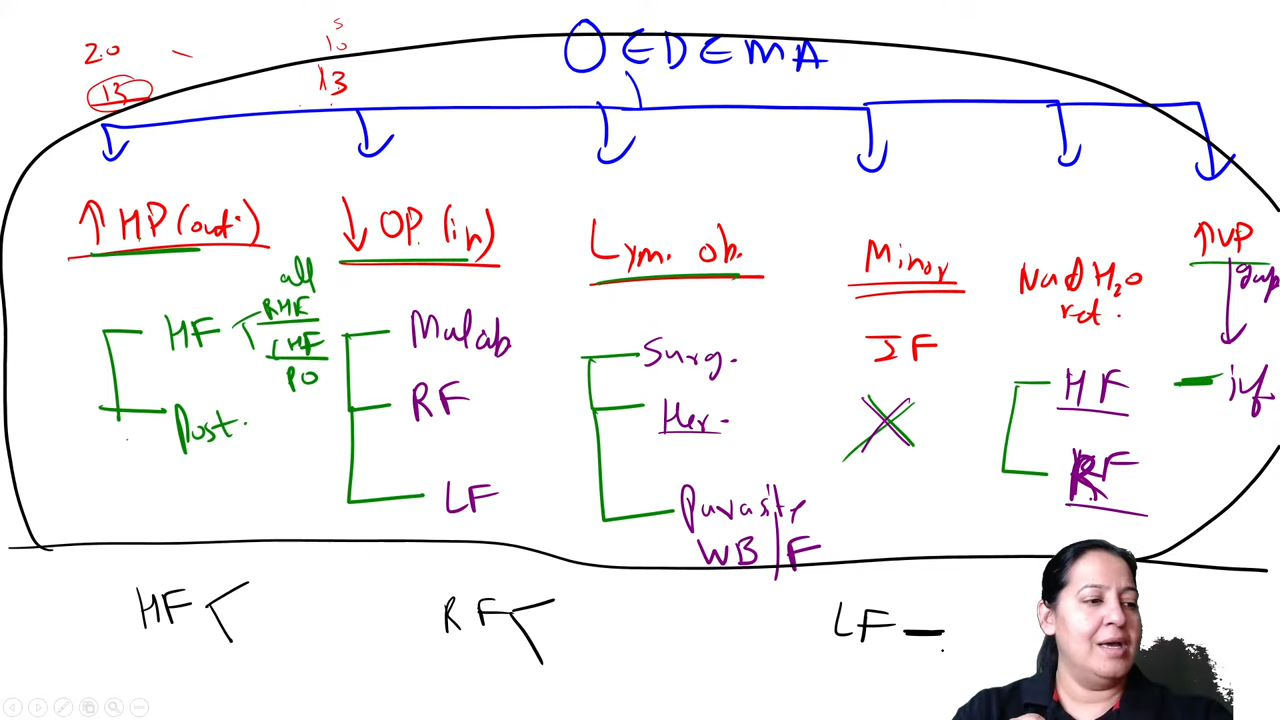 OEDEMA
20
13
5
10
13
↑ HP (out)
↓ OP. (in)
Lym. ob.
Minor
Na & H2O
ret.
↑ VP
gap
HF
all
RHF
LHF
PO
Post.
Malab
RF
LF
Surg.
Her.
Parasite
WB F
IF
HF
RF
inf.
HF
RF
LF